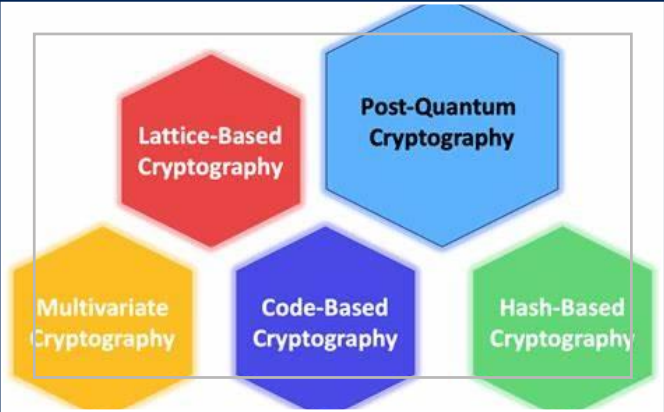 Post-Quantum
Cryptography
Lattice-Based
Cryptography
Multivariate
Cryptography
Code-Based
Cryptography
Hash-Based
Cryptography